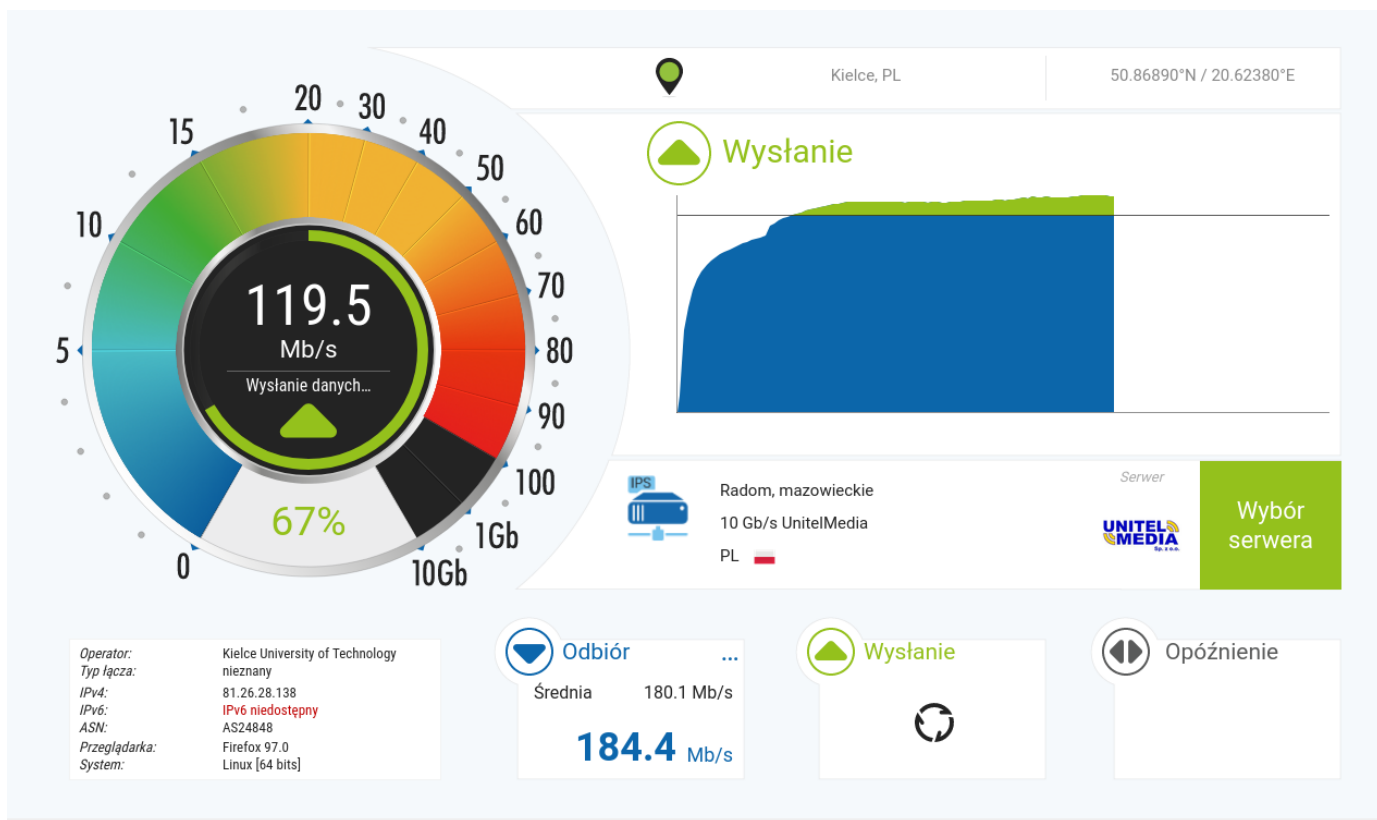 Kielce, PL
50.86890°N / 20.62380°E
Wysłanie
0
5
10
15
20
30
40
50
60
70
80
90
100
1Gb
10Gb
119.5
Mb/s
Wysłanie danych...
67%
IPS
Radom, mazowieckie
10 Gb/s UnitelMedia
PL
Serwer
UNITEL
MEDIA
Sp. z o.o.
Wybór
serwera
Operator: Kielce University of Technology
Typ łącza: nieznany
IPv4: 81.26.28.138
IPv6: IPv6 niedostępny
ASN: AS24848
Przeglądarka: Firefox 97.0
System: Linux [64 bits]
Odbiór ...
Średnia 180.1 Mb/s
184.4 Mb/s
Wysłanie
Opóźnienie